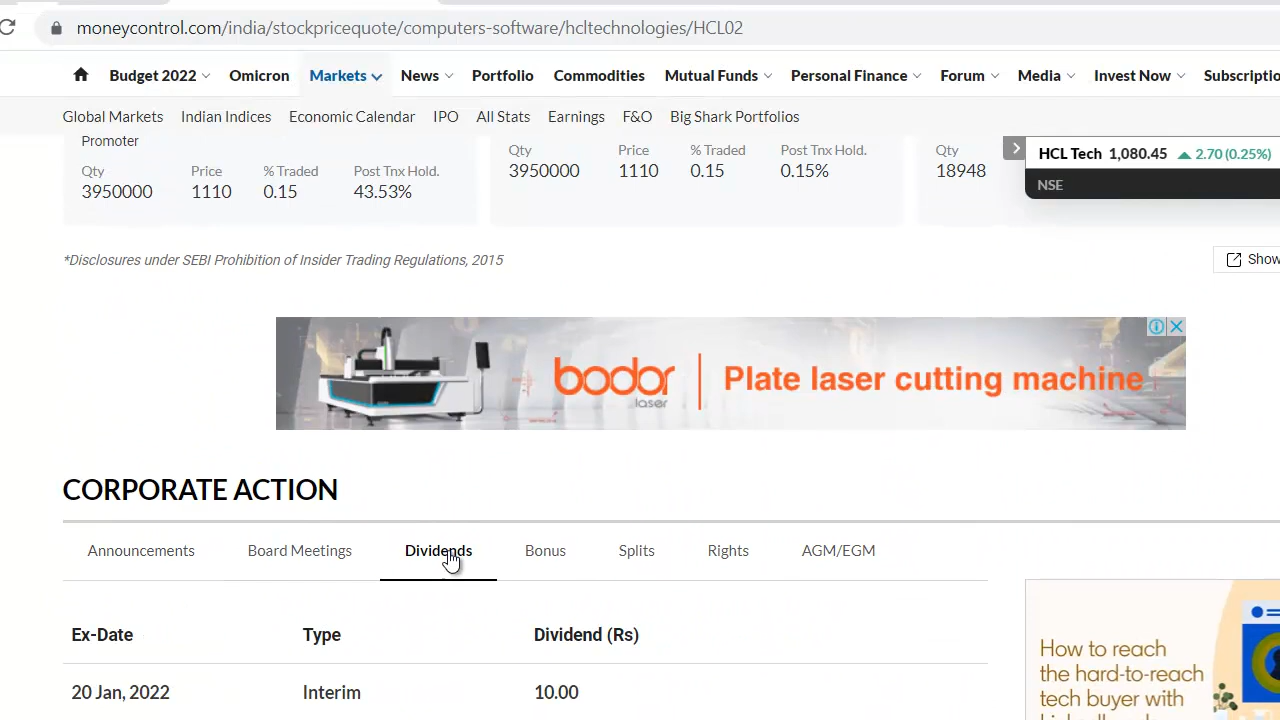 moneycontrol.com/india/stockpricequote/computers-software/hcltechnologies/HCL02
Budget 2022 Omicron Markets News Portfolio Commodities Mutual Funds Personal Finance Forum Media Invest Now Subscriptio
Global Markets Indian Indices Economic Calendar IPO All Stats Earnings F&O Big Shark Portfolios
Promoter
Qty Price % Traded Post Tnx Hold.
3950000 1110 0.15 43.53%
Qty Price % Traded Post Tnx Hold.
3950000 1110 0.15 0.15%
Qty
18948
HCL Tech 1,080.45 2.70 (0.25%)
NSE
*Disclosures under SEBI Prohibition of Insider Trading Regulations, 2015
Show
bodor
laser
Plate laser cutting machine
CORPORATE ACTION
Announcements Board Meetings Dividends Bonus Splits Rights AGM/EGM
Ex-Date Type Dividend (Rs)
20 Jan, 2022 Interim 10.00
How to reach
the hard-to-reach
tech buyer with